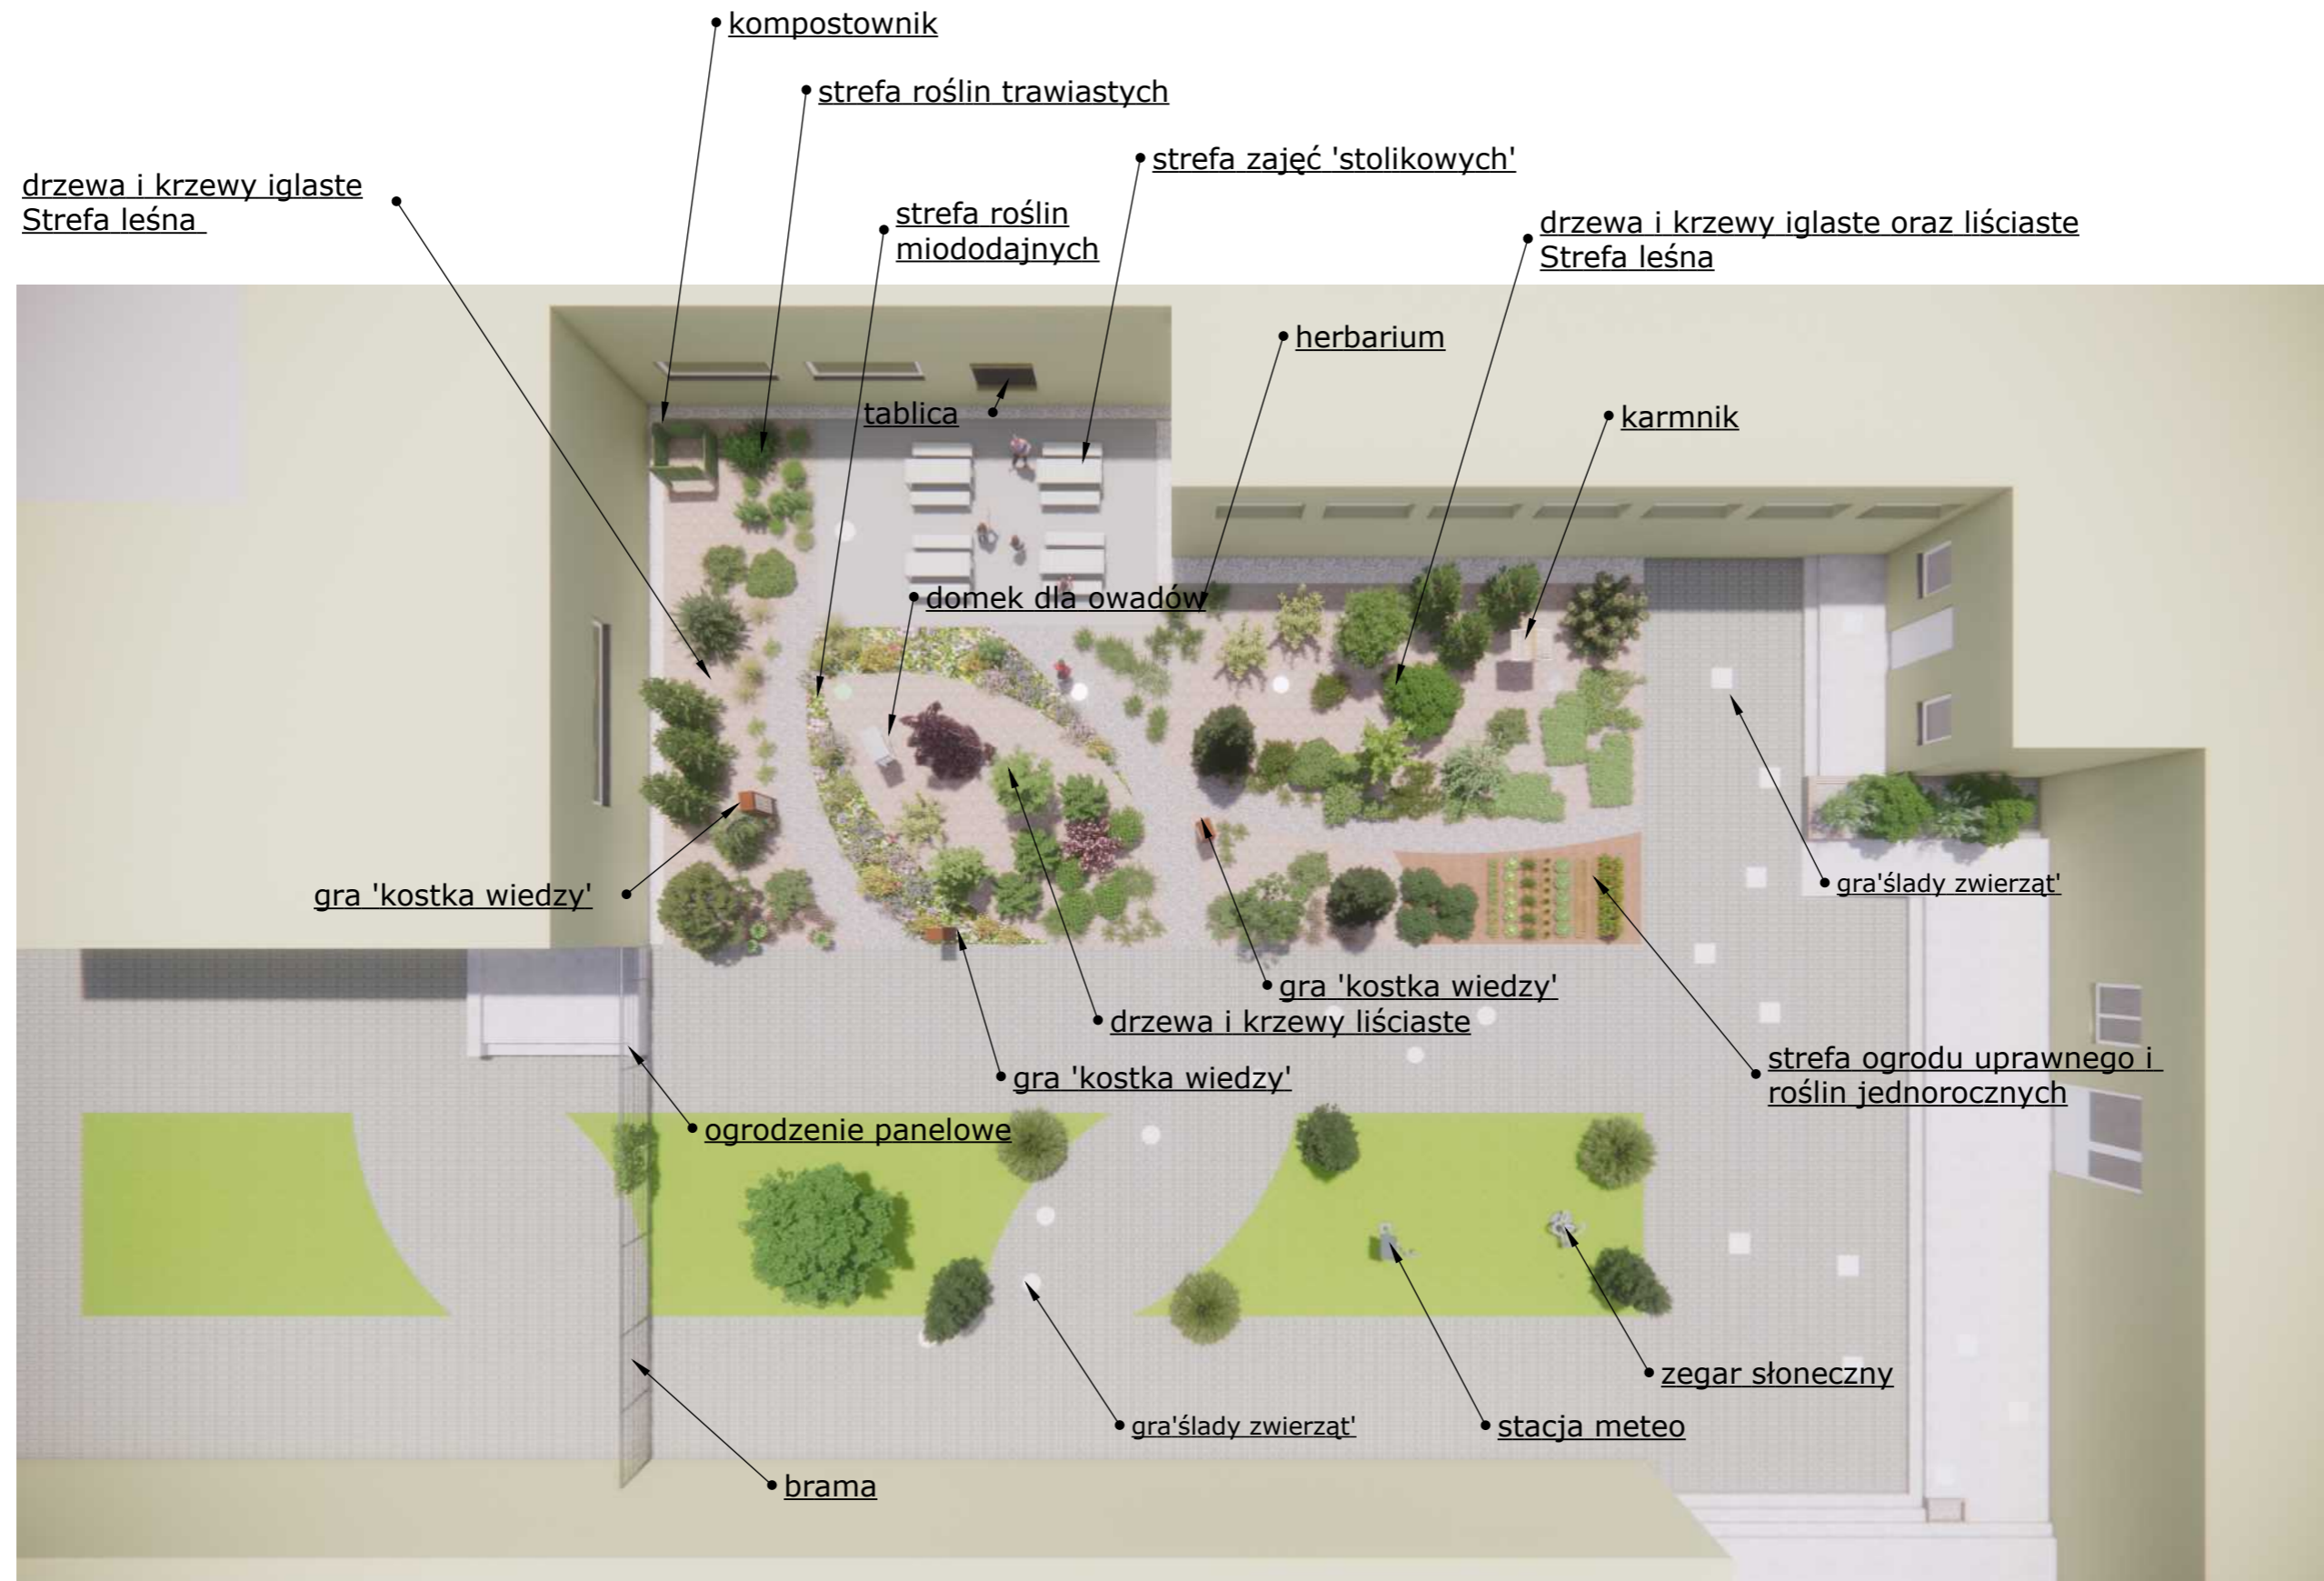 kompostownik
strefa roślin trawiastych
strefa zajęć 'stolikowych'
drzewa i krzewy iglaste
Strefa leśna
strefa roślin
miododajnych
drzewa i krzewy iglaste oraz liściaste
Strefa leśna
herbarium
tablica
karmnik
domek dla owadów
gra 'kostka wiedzy'
gra'ślady zwierząt'
gra 'kostka wiedzy'
drzewa i krzewy liściaste
gra 'kostka wiedzy'
strefa ogrodu uprawnego i
roślin jednorocznych
ogrodzenie panelowe
zegar słoneczny
gra'ślady zwierząt'
stacja meteo
brama